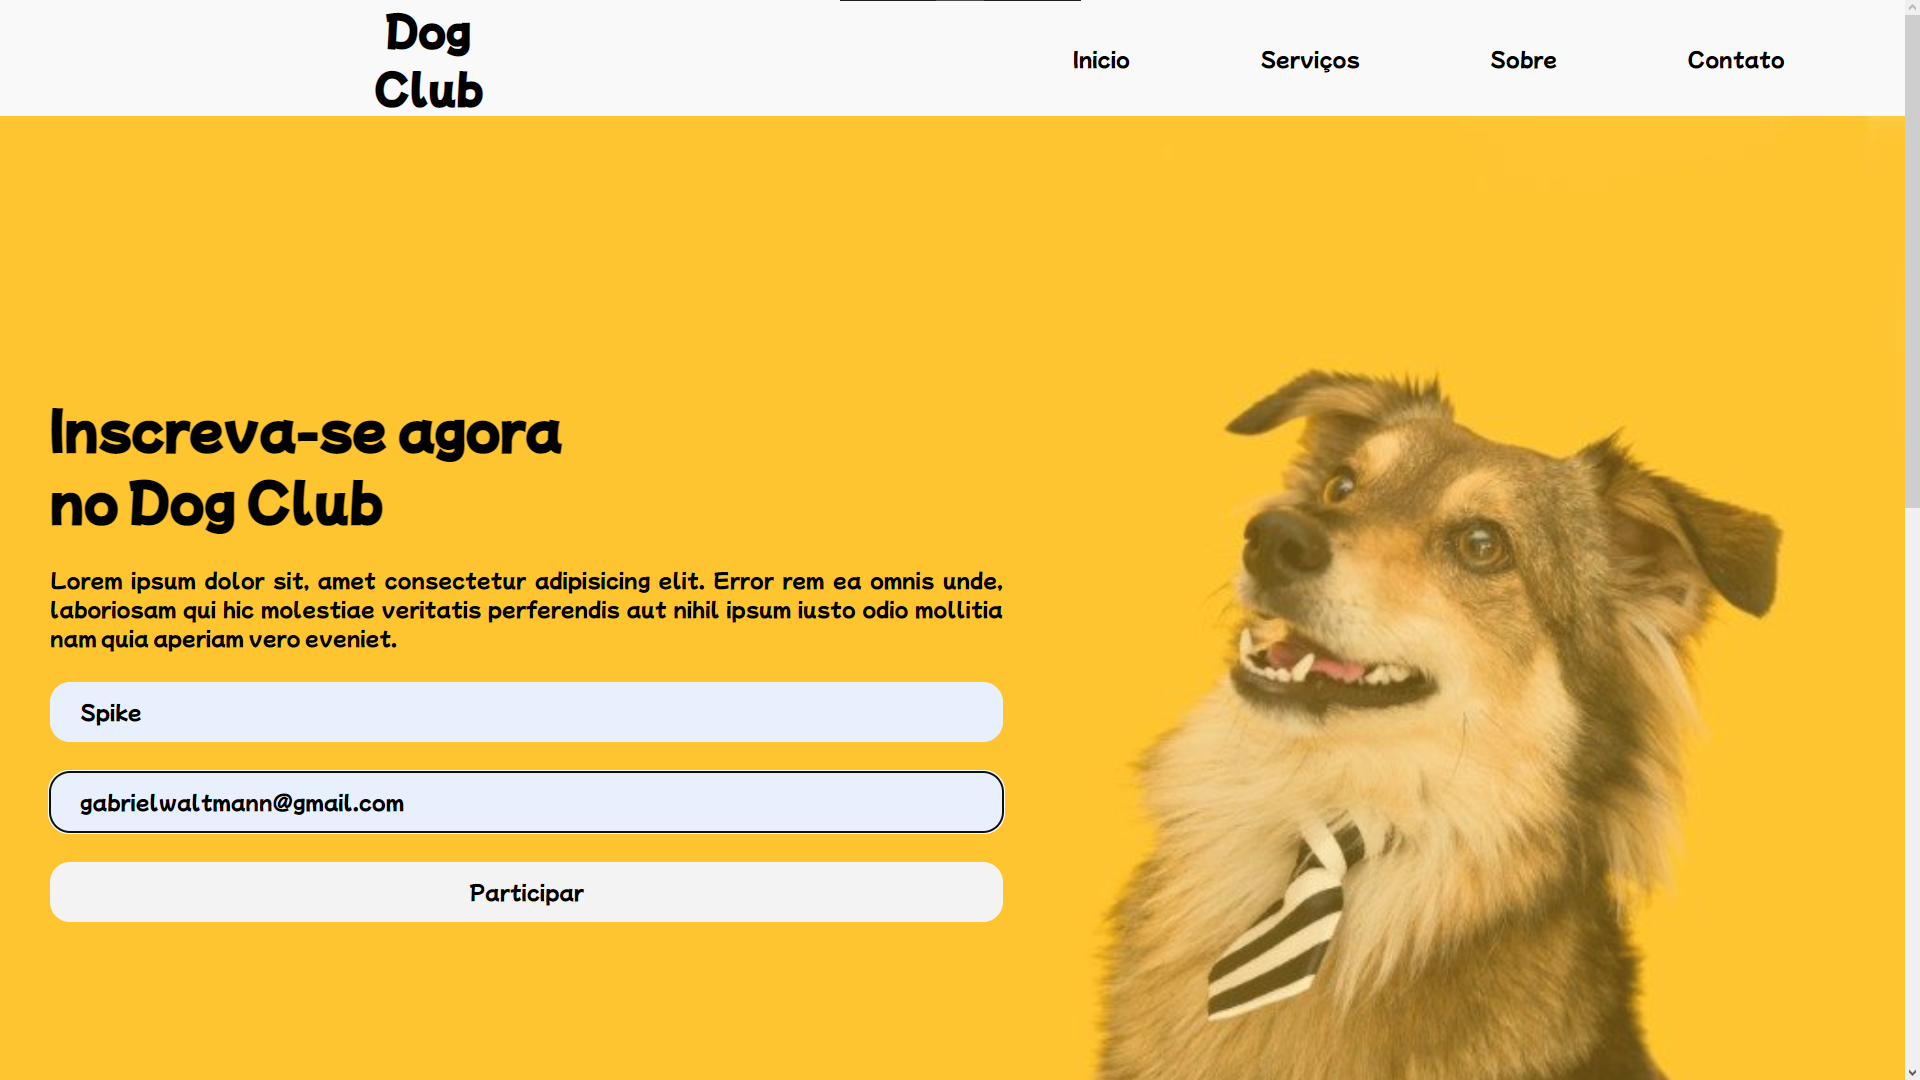 Dog
Club
Inicio Serviços Sobre Contato
Inscreva-se agora
no Dog Club
Lorem ipsum dolor sit, amet consectetur adipisicing elit. Error rem ea omnis unde,
laboriosam qui hic molestiae veritatis perferendis aut nihil ipsum iusto odio mollitia
nam quia aperiam vero eveniet.
Spike
gabrielwaltmann@gmail.com
Participar